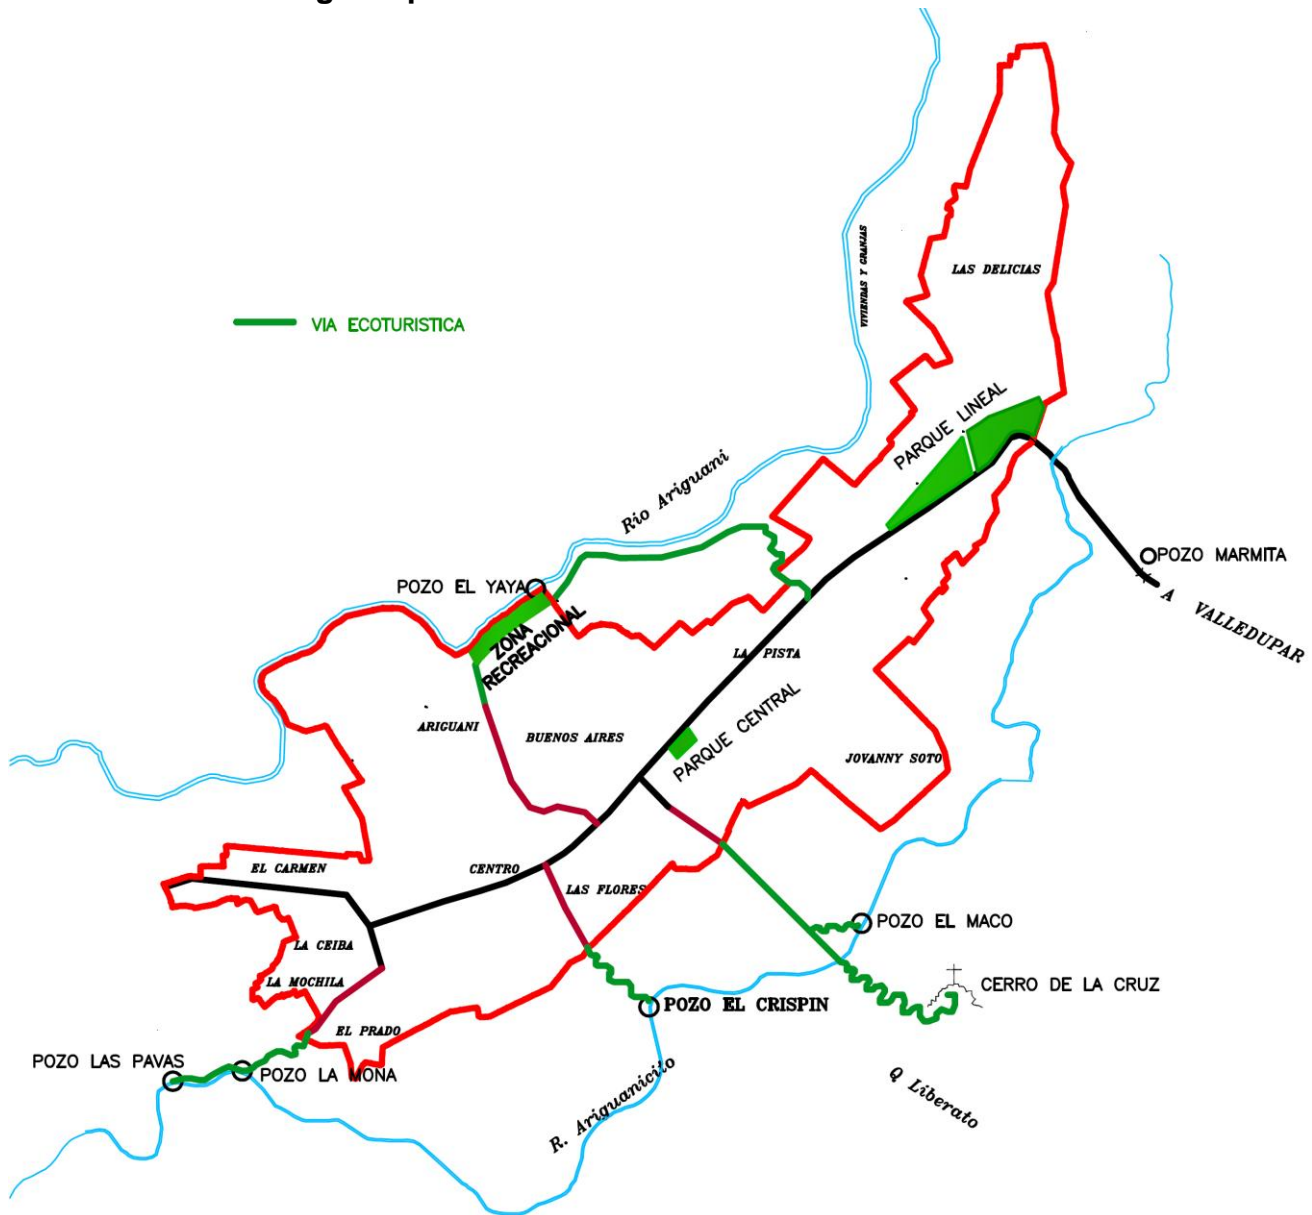 VIVIENDAS Y GRANJAS
LAS DELICIAS
VIA ECOTURISTICA
PARQUE LINEAL
Rio Ariguani
POZO MARMITA
POZO EL YAYA
A VALLEDUPAR
ZONA
RECREACIONAL
LA PISTA
ARIGUANI
BUENOS AIRES
PARQUE CENTRAL
JOVANNY SOTO
EL CARMEN
CENTRO
LAS FLORES
POZO EL MACO
LA CEIBA
LA MOCHILA
CERRO DE LA CRUZ
POZO EL CRISPIN
EL PRADO
POZO LAS PAVAS
POZO LA MONA
R. Ariguanicito
Q Liberato